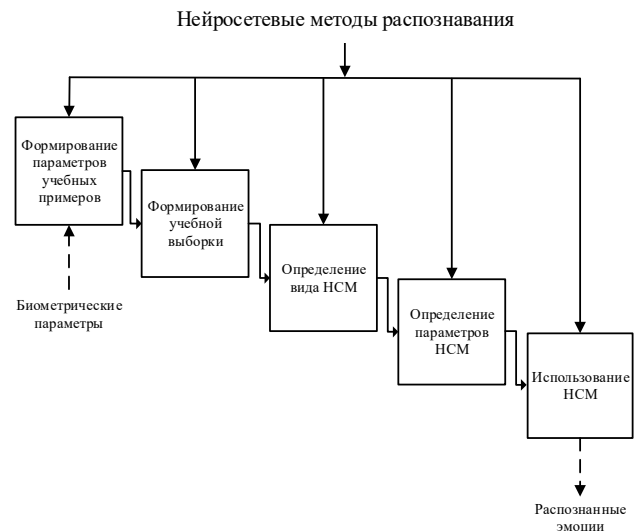 Нейросетевые методы распознавания
Формирование
параметров
учебных
примеров
Формирование
учебной
выборки
Определение
вида НСМ
Определение
параметров
НСМ
Использование
НСМ
Биометрические
параметры
Распознанные
эмоции